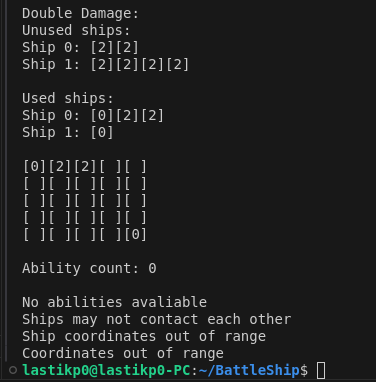 Double Damage:
Unused ships:
Ship 0: [2][2]
Ship 1: [2][2][2][2]
Used ships:
Ship 0: [0][2][2]
Ship 1: [0]
[0][2][2][ ][ ]
[ ][ ][ ][ ][ ]
[ ][ ][ ][ ][ ]
[ ][ ][ ][ ][ ]
[ ][ ][ ][ ][0]
Ability count: 0
No abilities avaliable
Ships may not contact each other
Ship coordinates out of range
Coordinates out of range
lastikp0@lastikp0-PC:~/BattleShip$